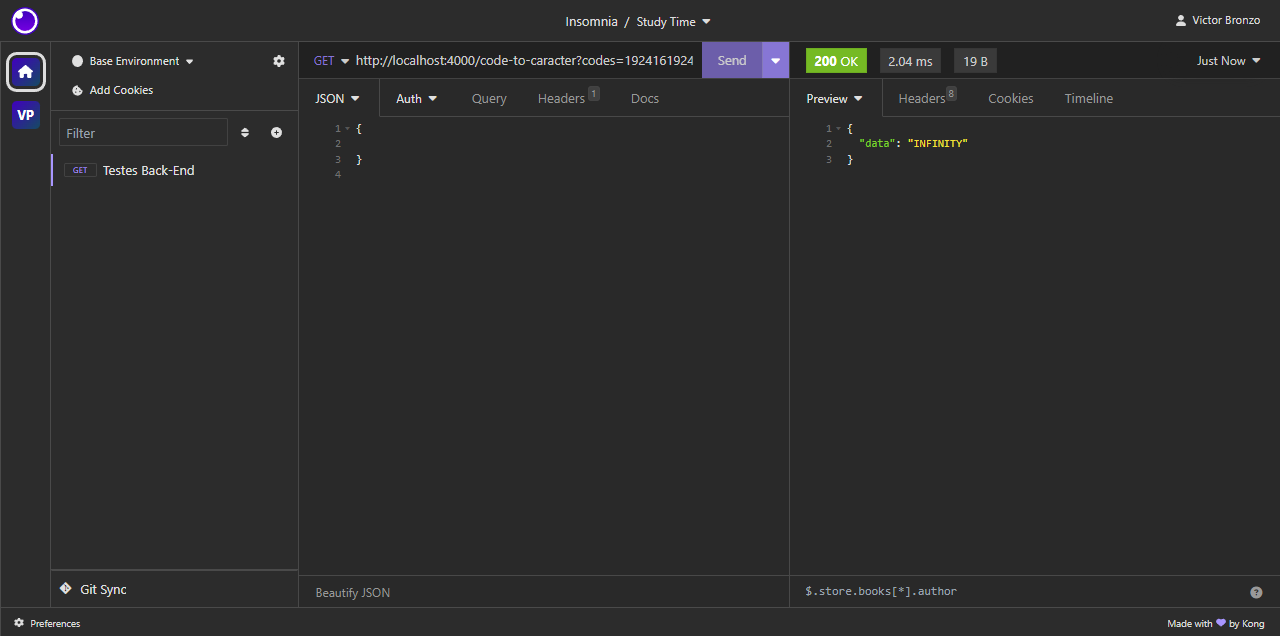 Insomnia / Study Time
Victor Bronzo
Base Environment
Add Cookies
VP
Filter
GET Testes Back-End
Git Sync
Preferences
GET http://localhost:4000/code-to-caracter?codes=1924161924 Send
JSON Auth Query Headers 1 Docs
1 {
2
3 }
4
Beautify JSON
200 OK 2.04 ms 19 B Just Now
Preview Headers 8 Cookies Timeline
1 {
2 "data": "INFINITY"
3 }
$.store.books[*].author ?
Made with by Kong